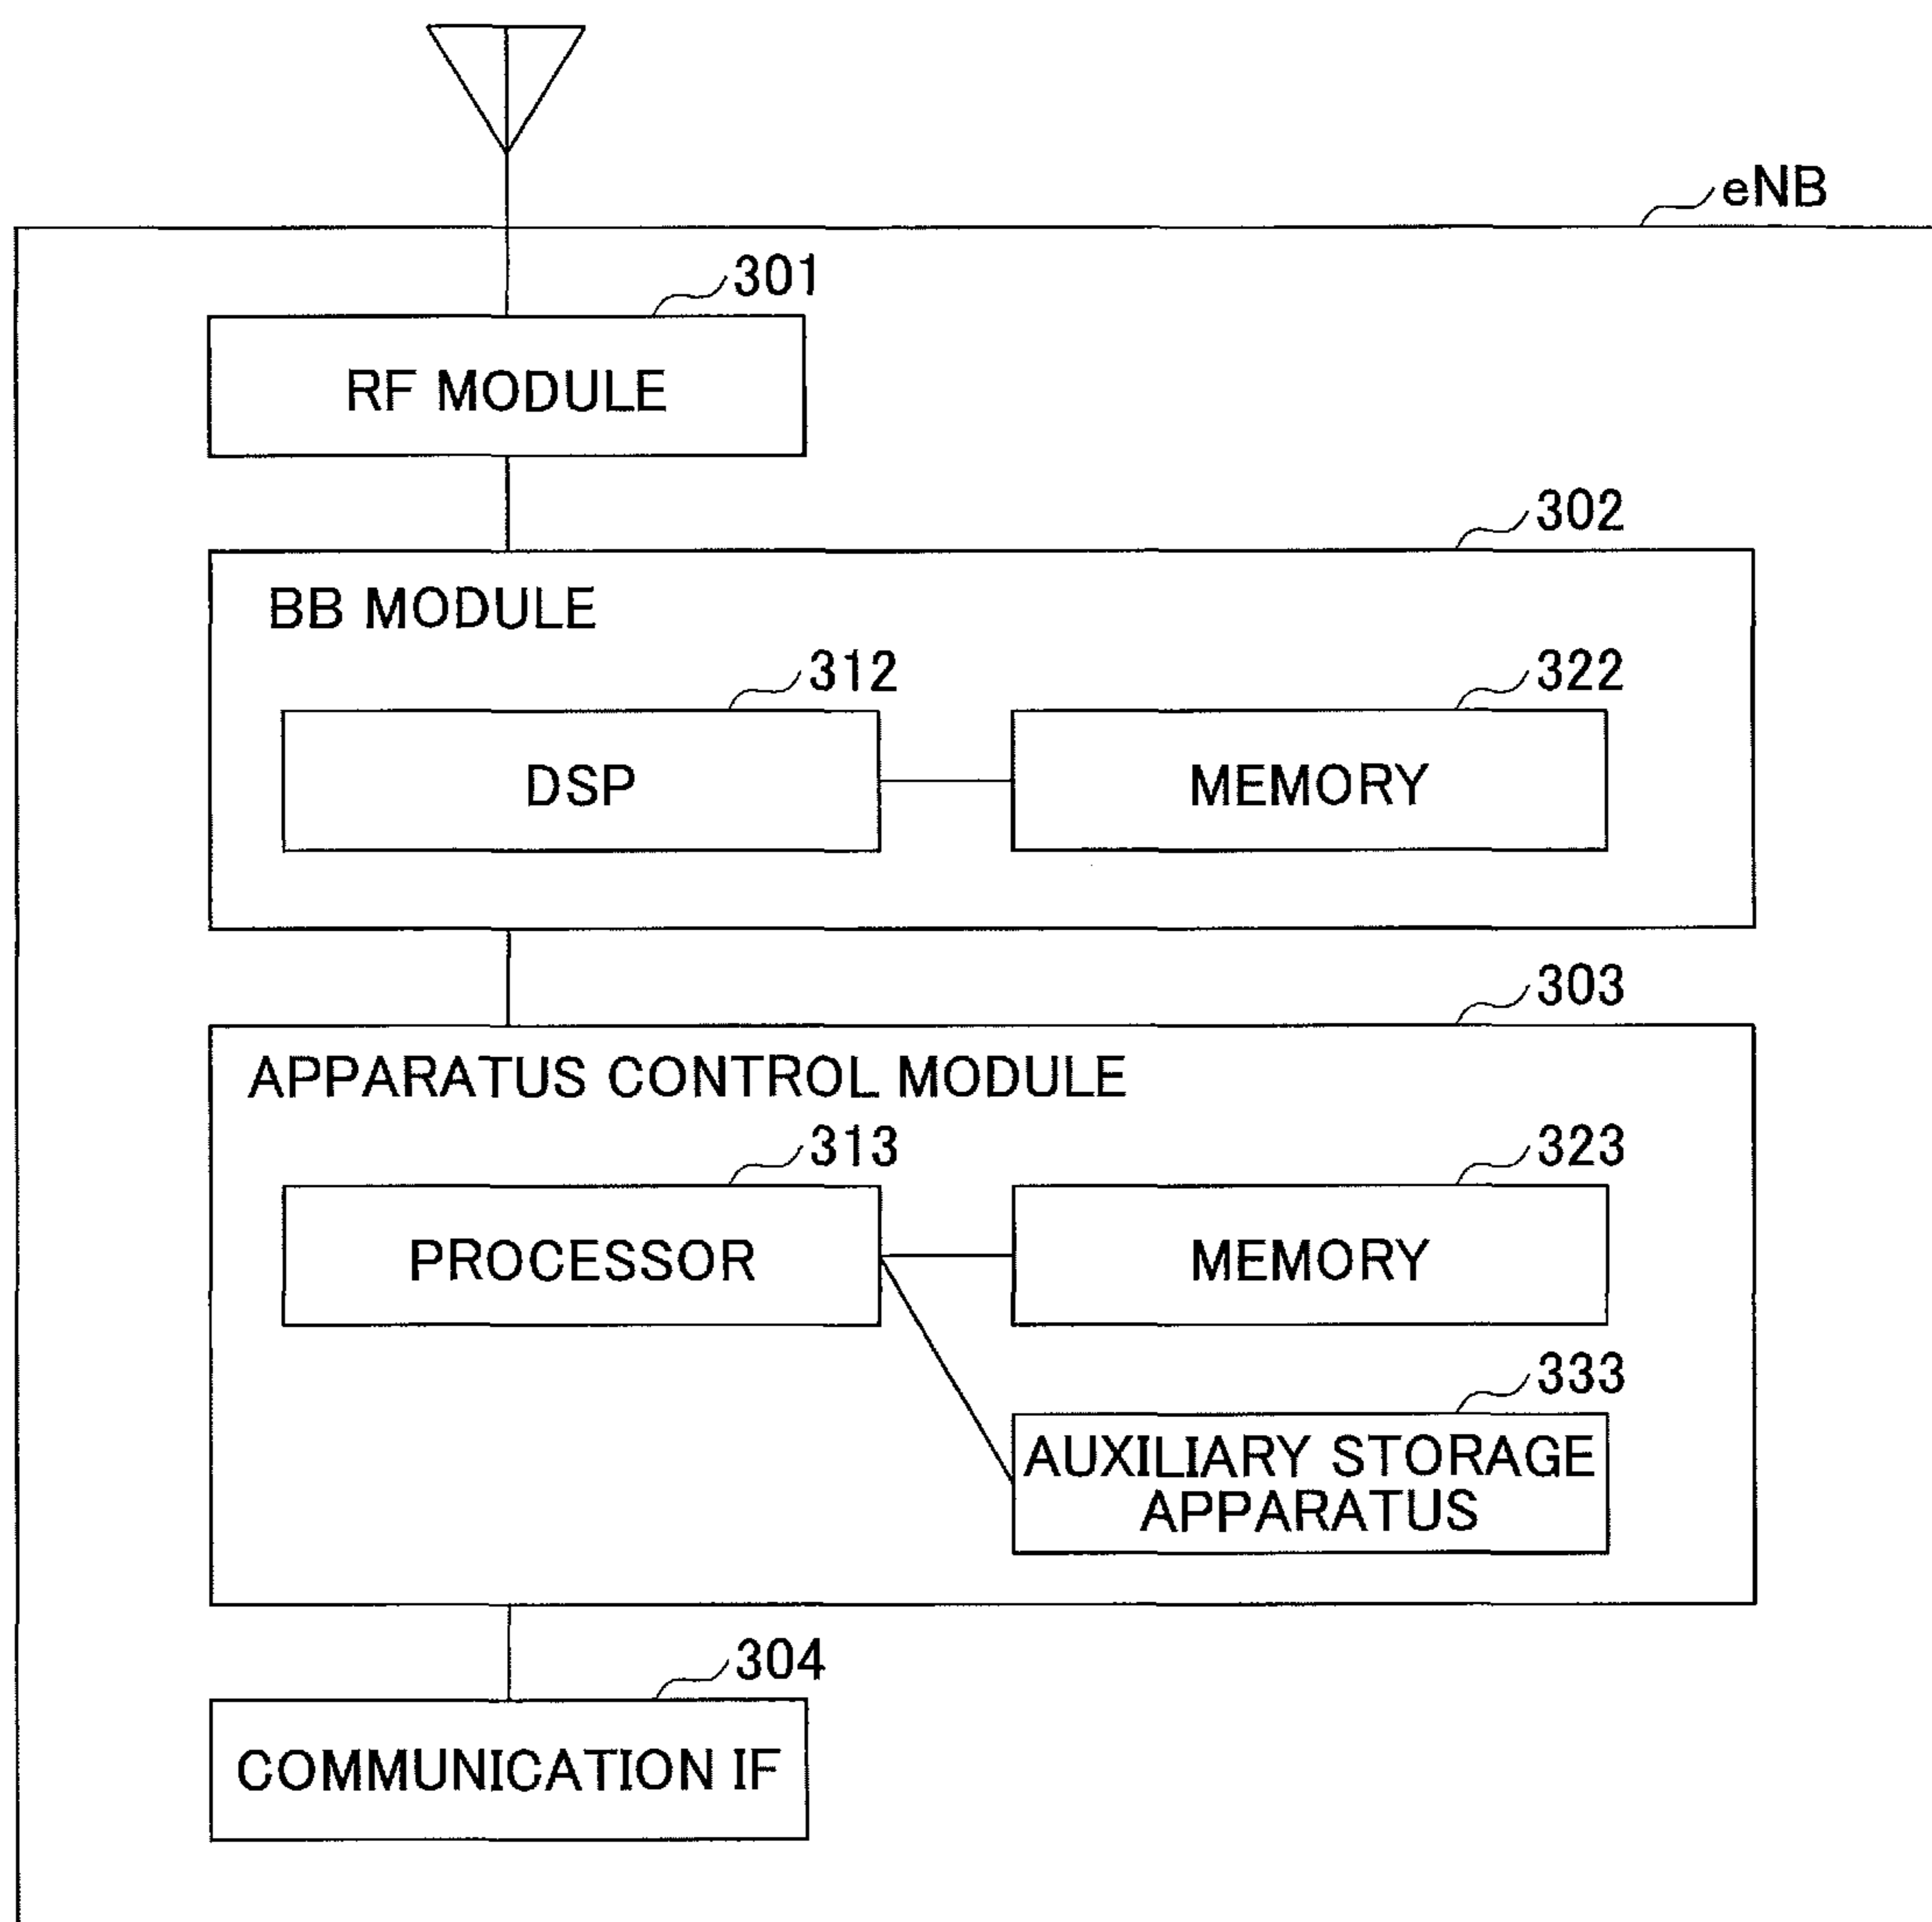 eNB
301
RF MODULE
302
BB MODULE
312
322
DSP
MEMORY
303
APPARATUS CONTROL MODULE
313
323
PROCESSOR
MEMORY
333
AUXILIARY STORAGE
APPARATUS
304
COMMUNICATION IF